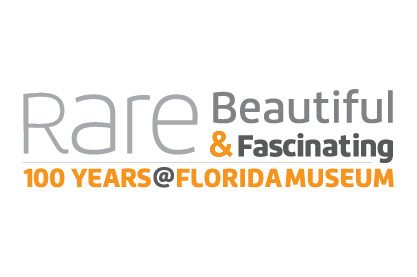 Rare Beautiful
& Fascinating
100 YEARS@FLORIDAMUSEUM